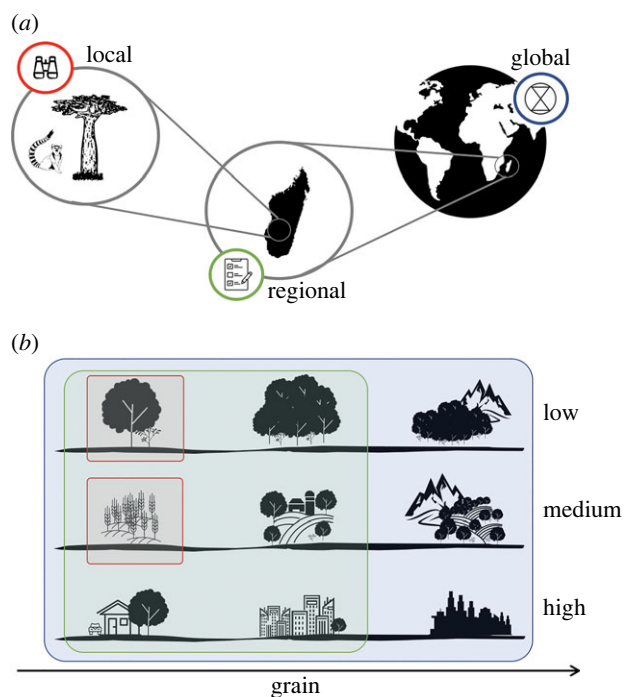 (a)
local
global
regional
(b)
low
medium
high
grain